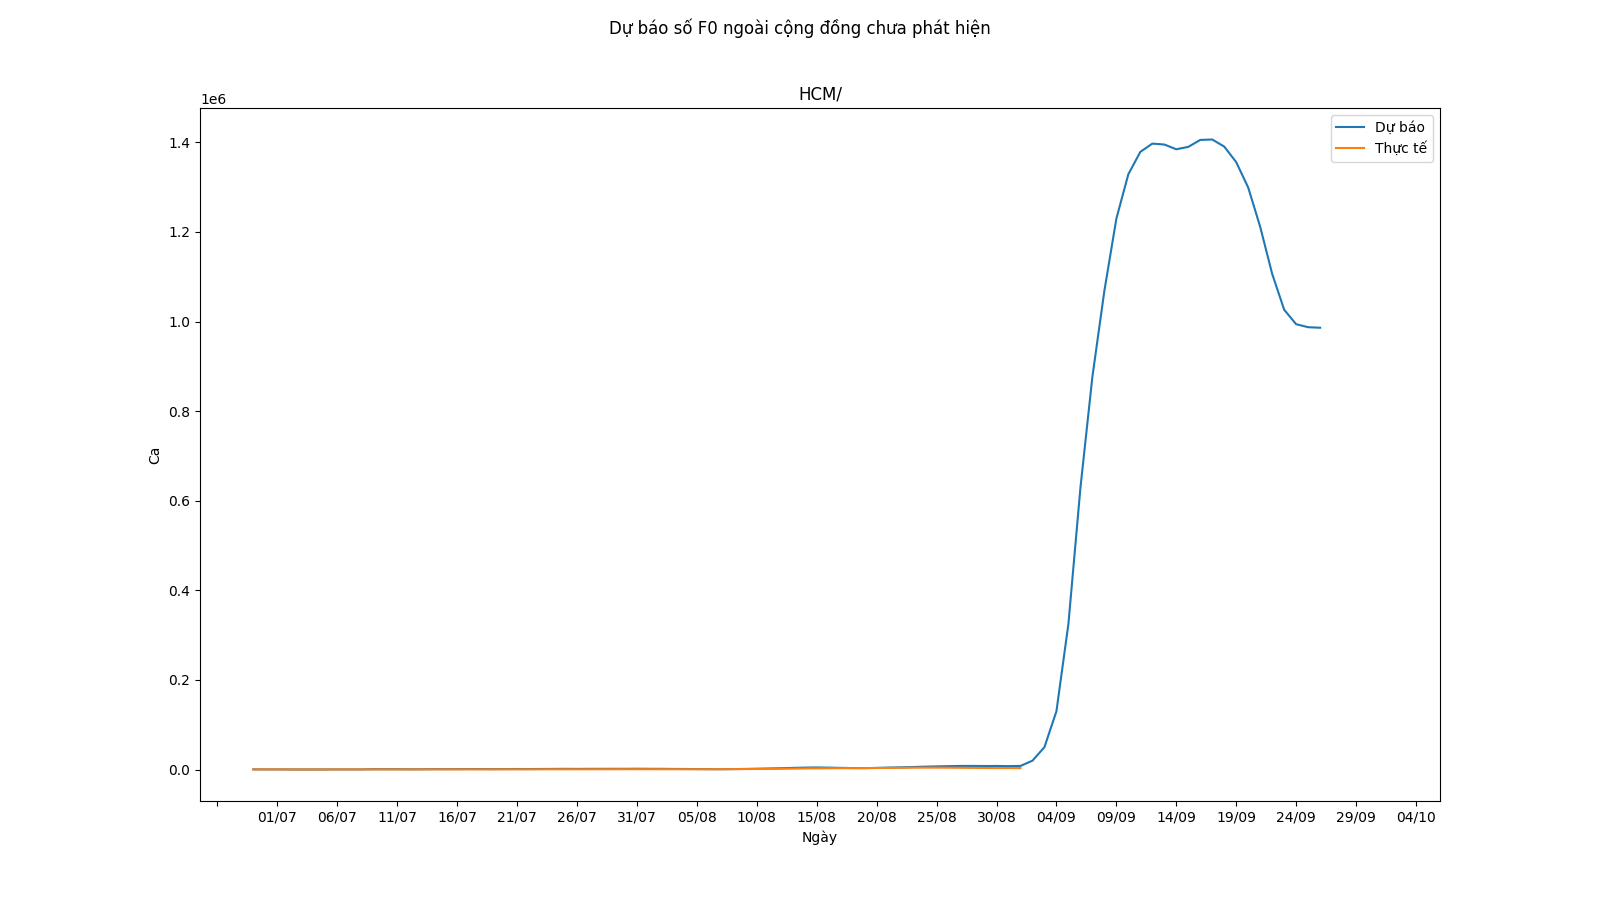 Dự báo số F0 ngoài cộng đồng chưa phát hiện
HCM/
1e6
Dự báo
Thực tế
1.4
1.2
1.0
0.8
0.6
0.4
0.2
0.0
Ca
01/07 06/07 11/07 16/07 21/07 26/07 31/07 05/08 10/08 15/08 20/08 25/08 30/08 04/09 09/09 14/09 19/09 24/09 29/09 04/10
Ngày